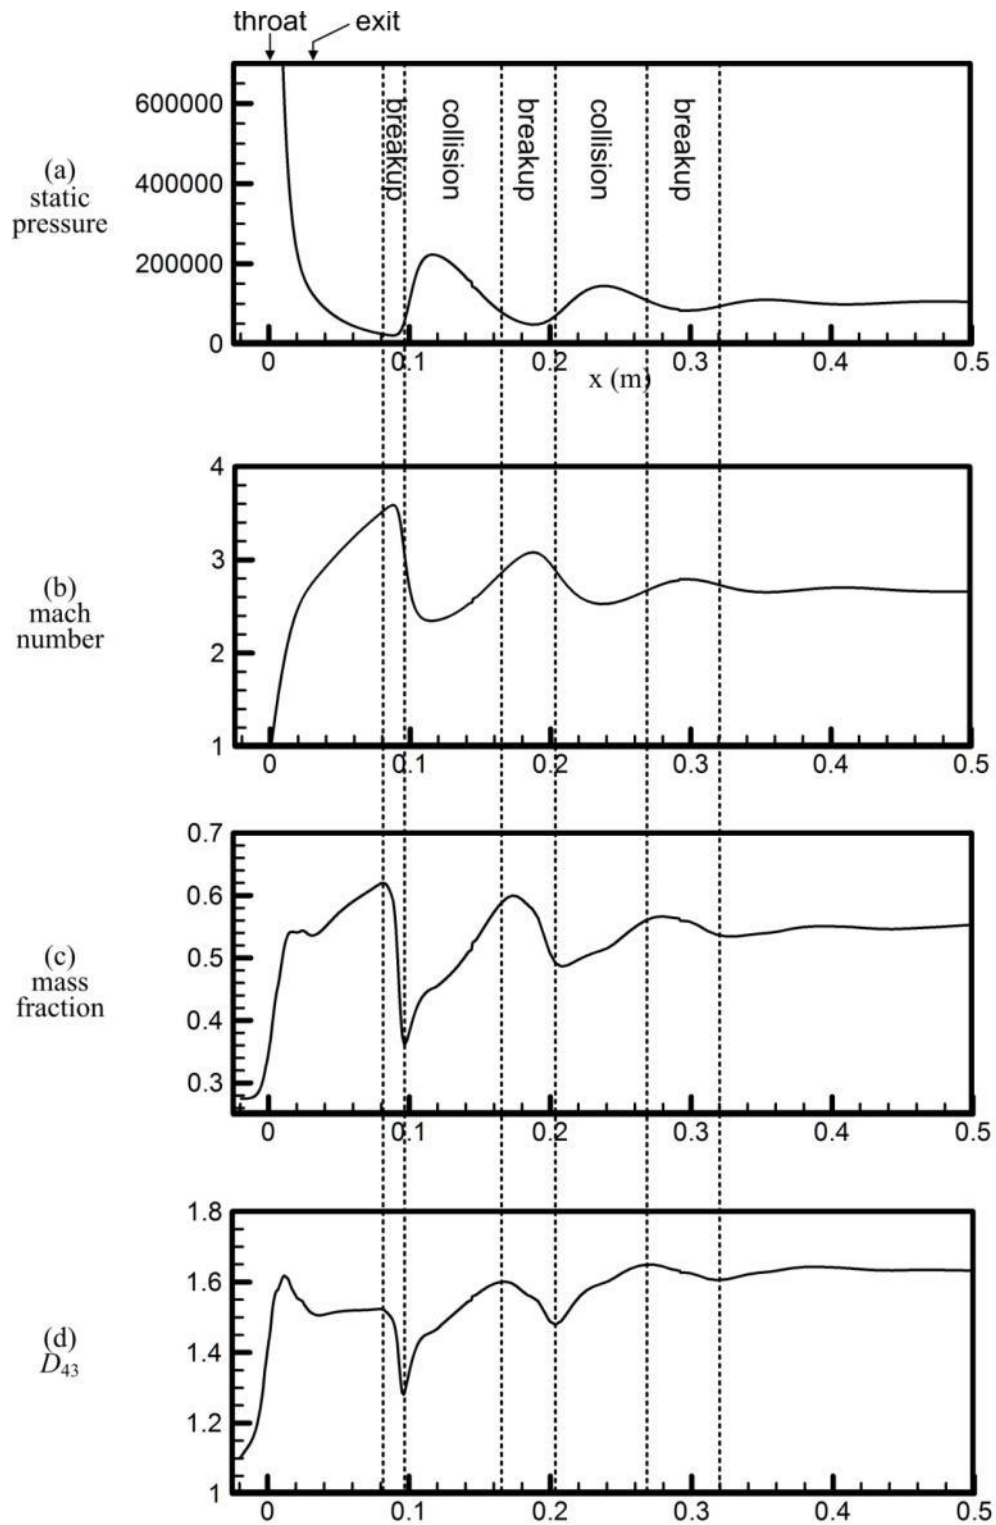 throat exit
(a)
static
pressure
600000
400000
200000
0
breakup
collision
breakup
collision
breakup
0 0.1 0.2 0.3 0.4 0.5
x (m)
(b)
mach
number
4
3
2
1
0 0.1 0.2 0.3 0.4 0.5
(c)
mass
fraction
0.7
0.6
0.5
0.4
0.3
0 0.1 0.2 0.3 0.4 0.5
(d)
D43
1.8
1.6
1.4
1.2
1
0 0.1 0.2 0.3 0.4 0.5